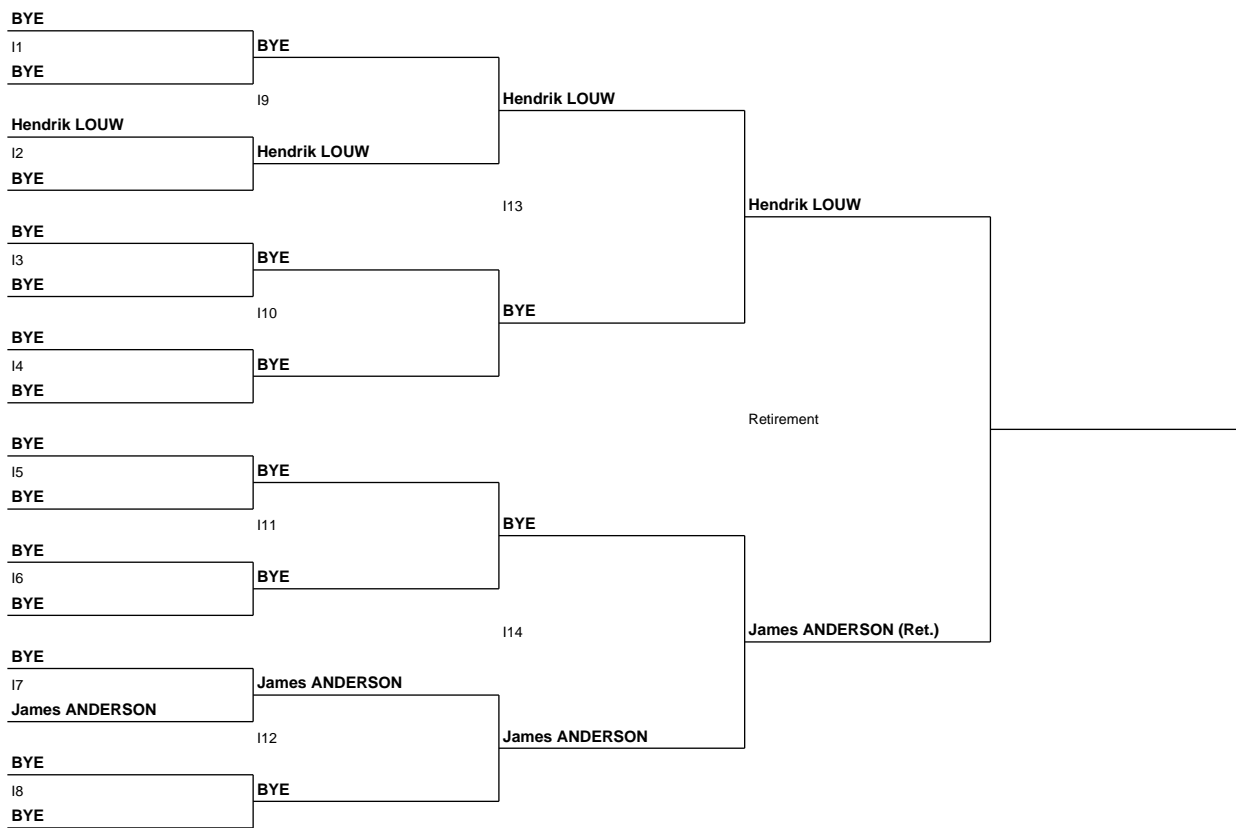 BYE
I1
BYE
BYE
I9
Hendrik LOUW
Hendrik LOUW
I2
Hendrik LOUW
BYE
I13
Hendrik LOUW
BYE
I3
BYE
BYE
I10
BYE
BYE
I4
BYE
BYE
Retirement
BYE
I5
BYE
BYE
I11
BYE
BYE
I6
BYE
BYE
I14
James ANDERSON (Ret.)
BYE
I7
James ANDERSON
James ANDERSON
I12
James ANDERSON
BYE
I8
BYE
BYE